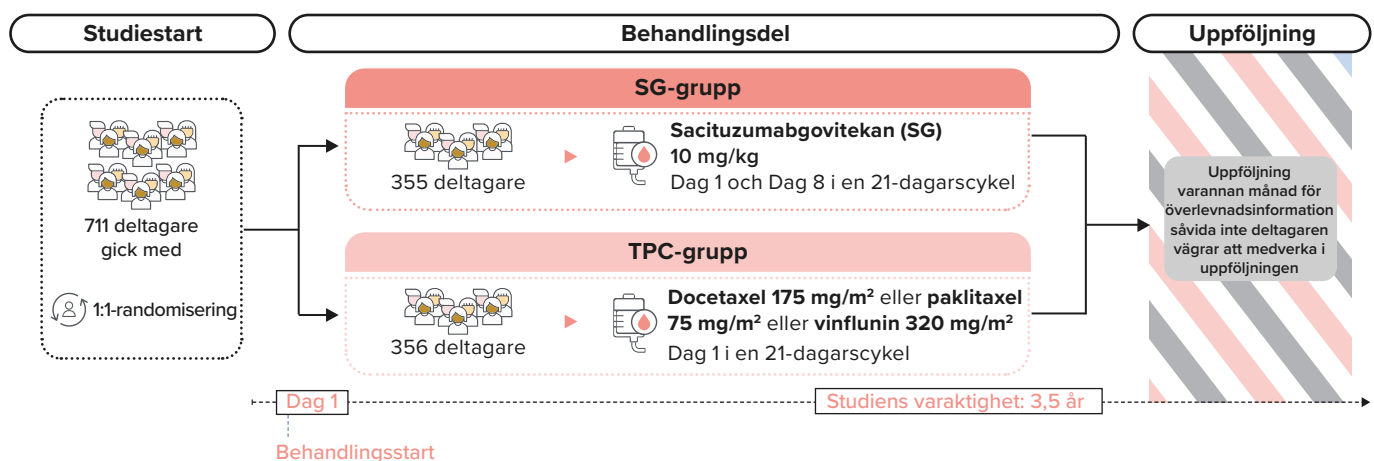 Studiestart
Behandlingsdel
Uppföljning
711 deltagare
gick med
1:1-randomisering
SG-grupp
355 deltagare
Sacituzumabgovitekan (SG)
10 mg/kg
Dag 1 och Dag 8 i en 21-dagarscykel
TPC-grupp
356 deltagare
Docetaxel 175 mg/m² eller paklitaxel
75 mg/m² eller vinflunin 320 mg/m²
Dag 1 i en 21-dagarscykel
Uppföljning
varannan månad för
överlevnadsinformation
såvida inte deltagaren
vägrar att medverka i
uppföljningen
Dag 1
Studiens varaktighet: 3,5 år
Behandlingsstart